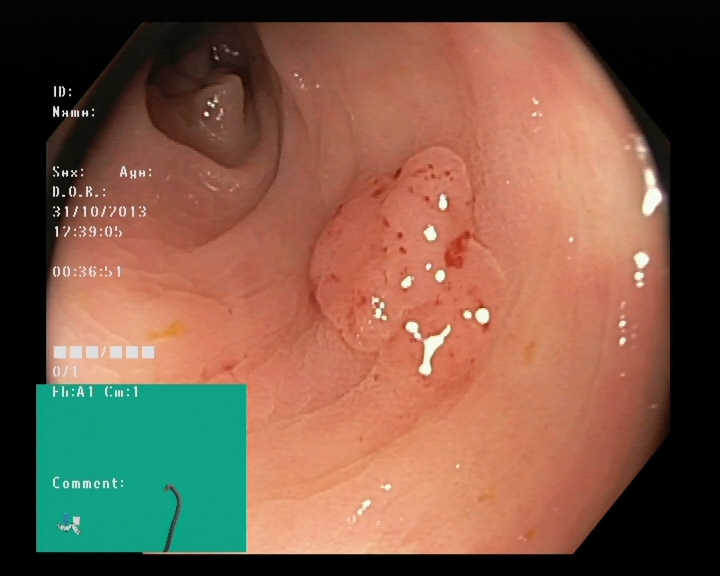 ID:
Name:
Sex: Age:
D.O.B.:
31/10/2013
12:39:05
00:36:51
■■■/■■■
0/1
Eh:A1 Cm:1
Comment: